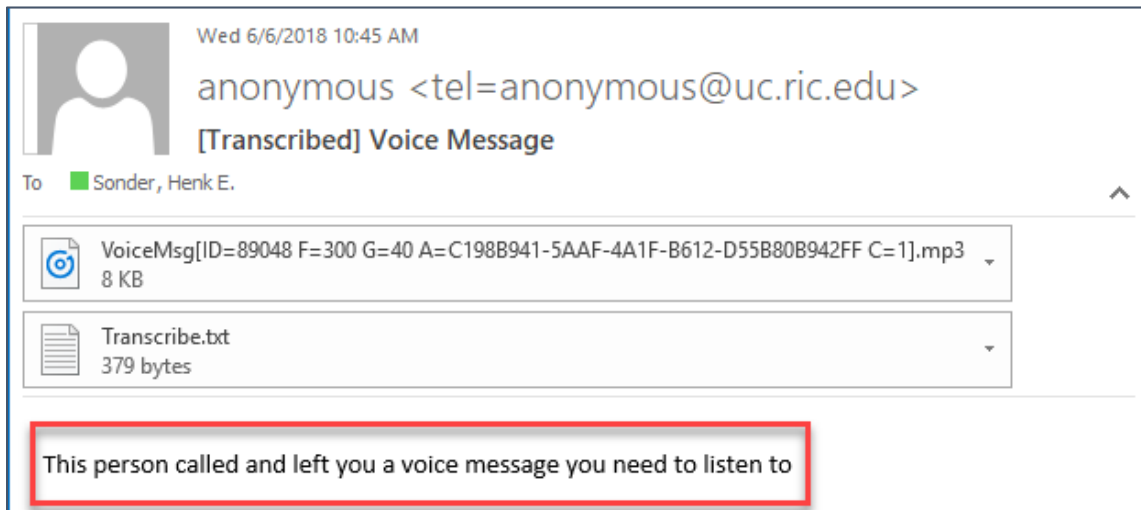 Wed 6/6/2018 10:45 AM
anonymous <tel=anonymous@uc.ric.edu>
[Transcribed] Voice Message
To Sonder, Henk E.
VoiceMsg[ID=89048 F=300 G=40 A=C198B941-5AAF-4A1F-B612-D55B80B942FF C=1].mp3
8 KB
Transcribe.txt
379 bytes
This person called and left you a voice message you need to listen to